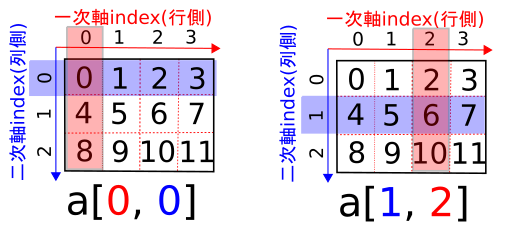 一次軸index(行側)
0 1 2 3
二次軸index(列側)
0 0 1 2 3
1 4 5 6 7
2 8 9 10 11
a[0, 0]
一次軸index(行側)
0 1 2 3
二次軸index(列側)
0 0 1 2 3
1 4 5 6 7
2 8 9 10 11
a[1, 2]